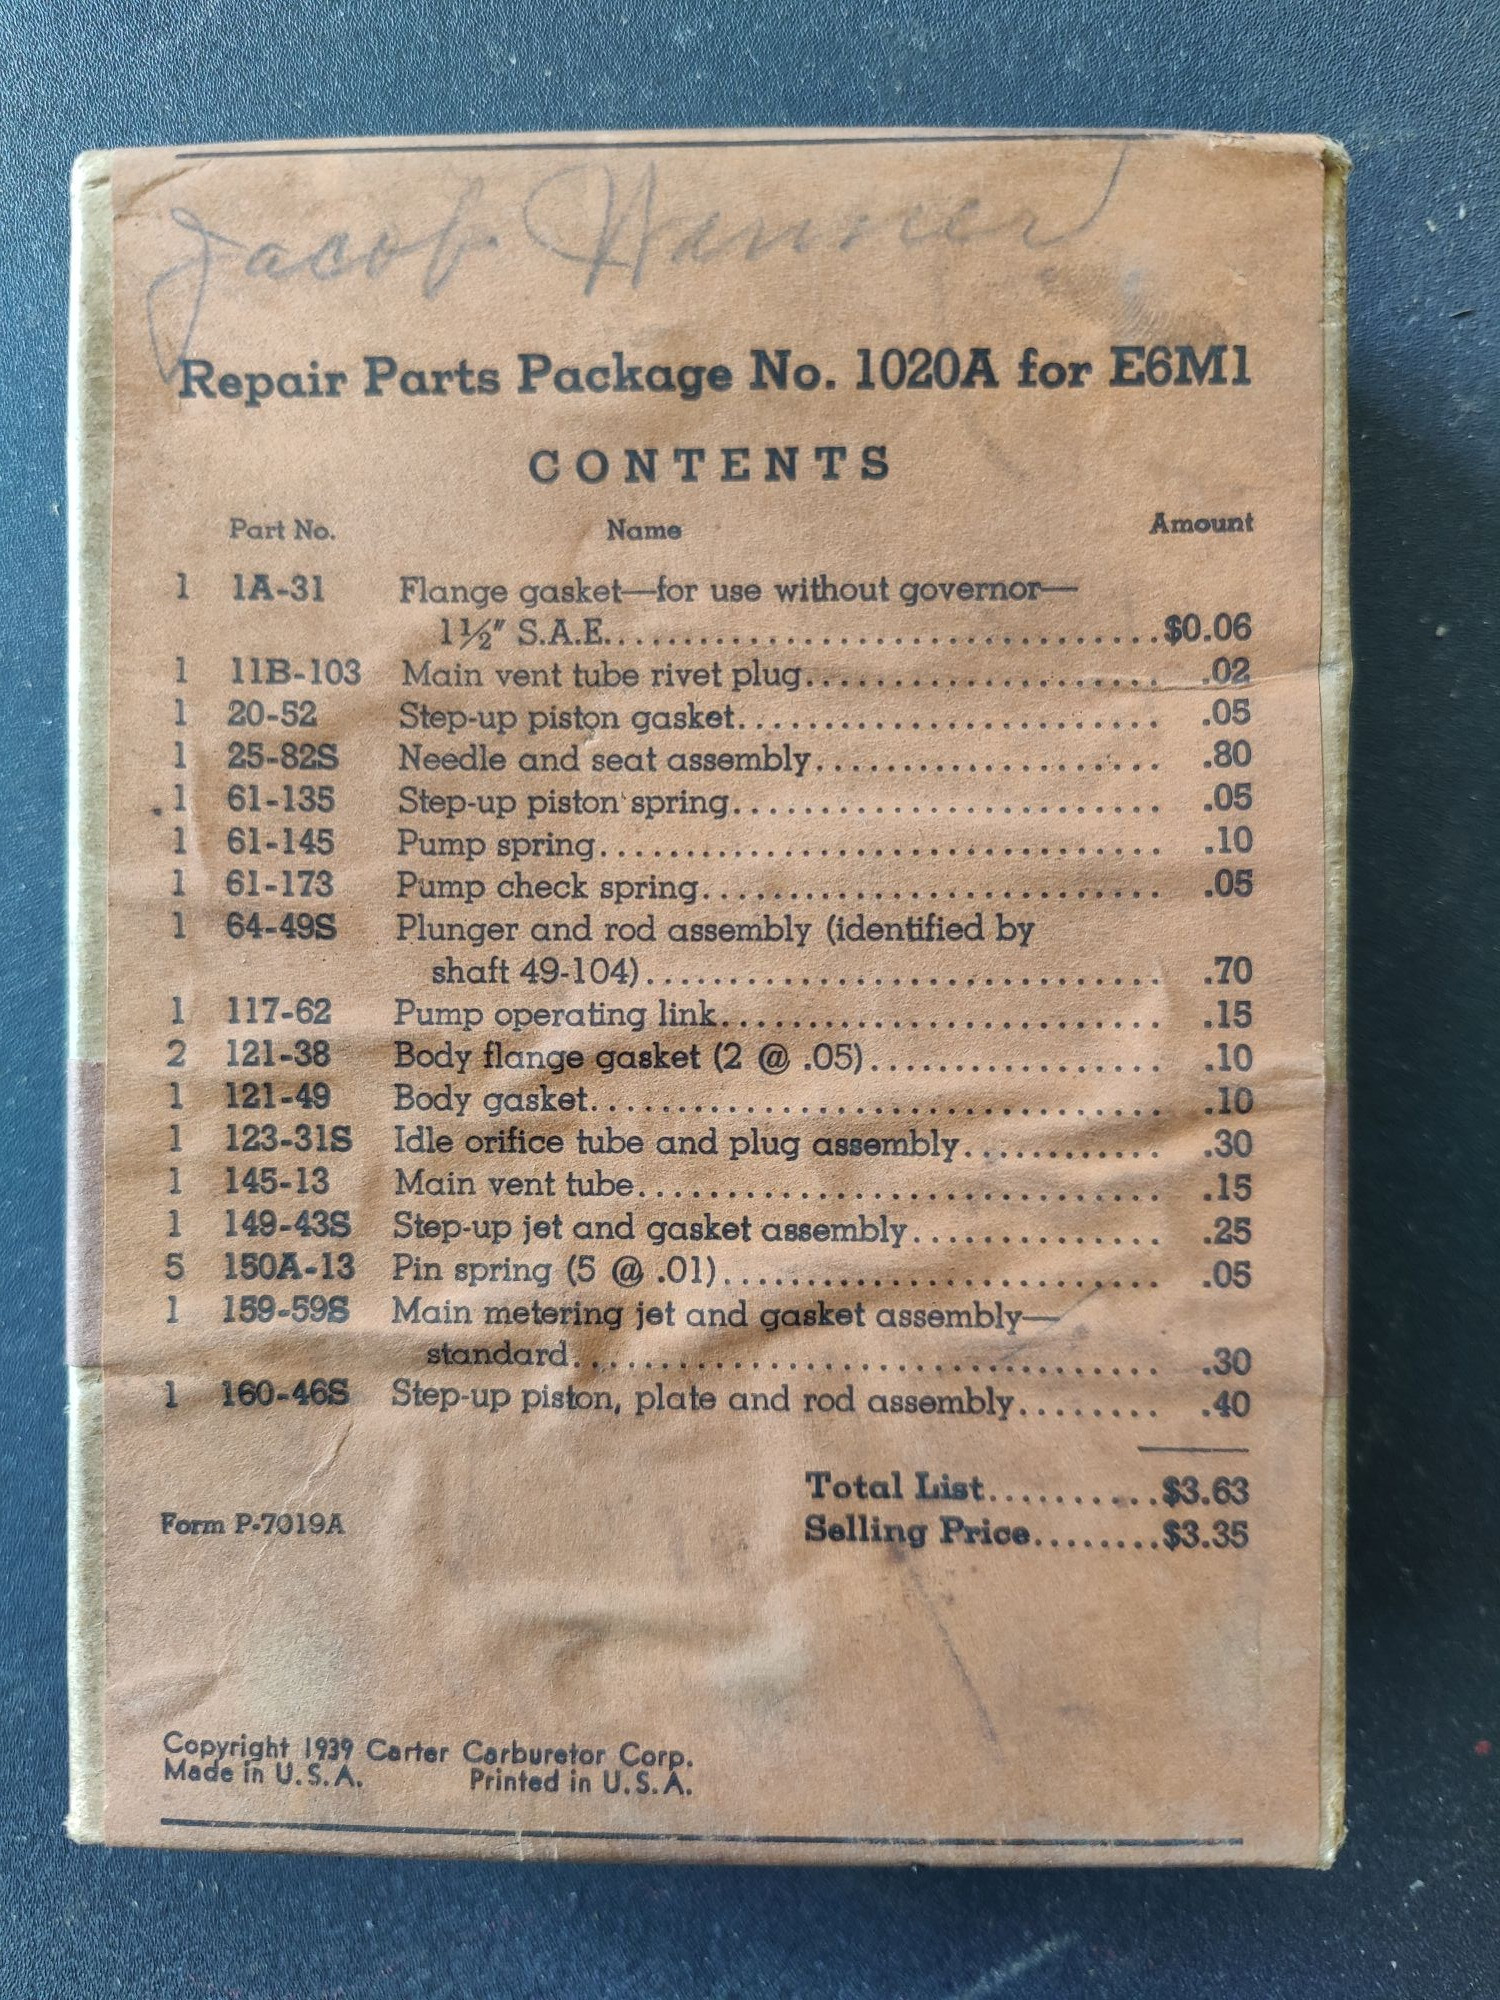 Jacob Wanner
Repair Parts Package No. 1020A for E6M1
CONTENTS
Part No. Name Amount
1 1A-31 Flange gasket—for use without governor—
1½" S.A.E. $0.06
1 11B-103 Main vent tube rivet plug .02
1 20-52 Step-up piston gasket .05
1 25-82S Needle and seat assembly .80
1 61-135 Step-up piston spring .05
1 61-145 Pump spring .10
1 61-173 Pump check spring .05
1 64-49S Plunger and rod assembly (identified by
shaft 49-104) .70
1 117-62 Pump operating link .15
2 121-38 Body flange gasket (2 @ .05) .10
1 121-49 Body gasket .10
1 123-31S Idle orifice tube and plug assembly .30
1 145-13 Main vent tube .15
1 149-43S Step-up jet and gasket assembly .25
5 150A-13 Pin spring (5 @ .01) .05
1 159-59S Main metering jet and gasket assembly—
standard .30
1 160-46S Step-up piston, plate and rod assembly .40
Total List $3.63
Form P-7019A
Selling Price $3.35
Copyright 1939 Carter Carburetor Corp.
Made in U.S.A. Printed in U.S.A.